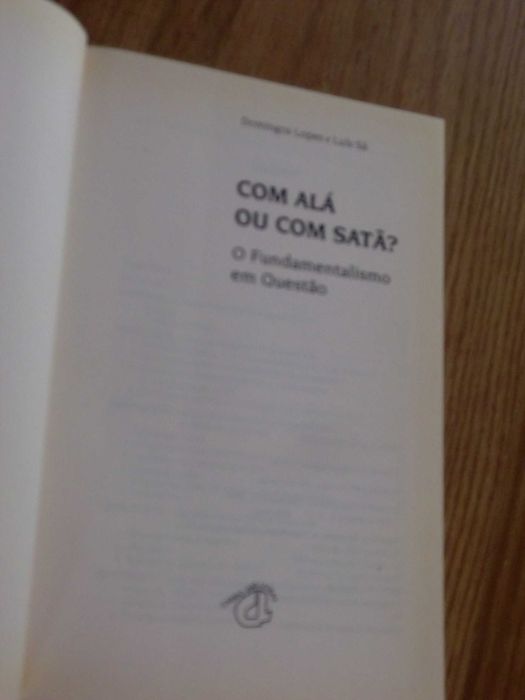 Domingos Lopes e Luís Sá
COM ALÁ
OU COM SATÃ?
O Fundamentalismo
em Questão